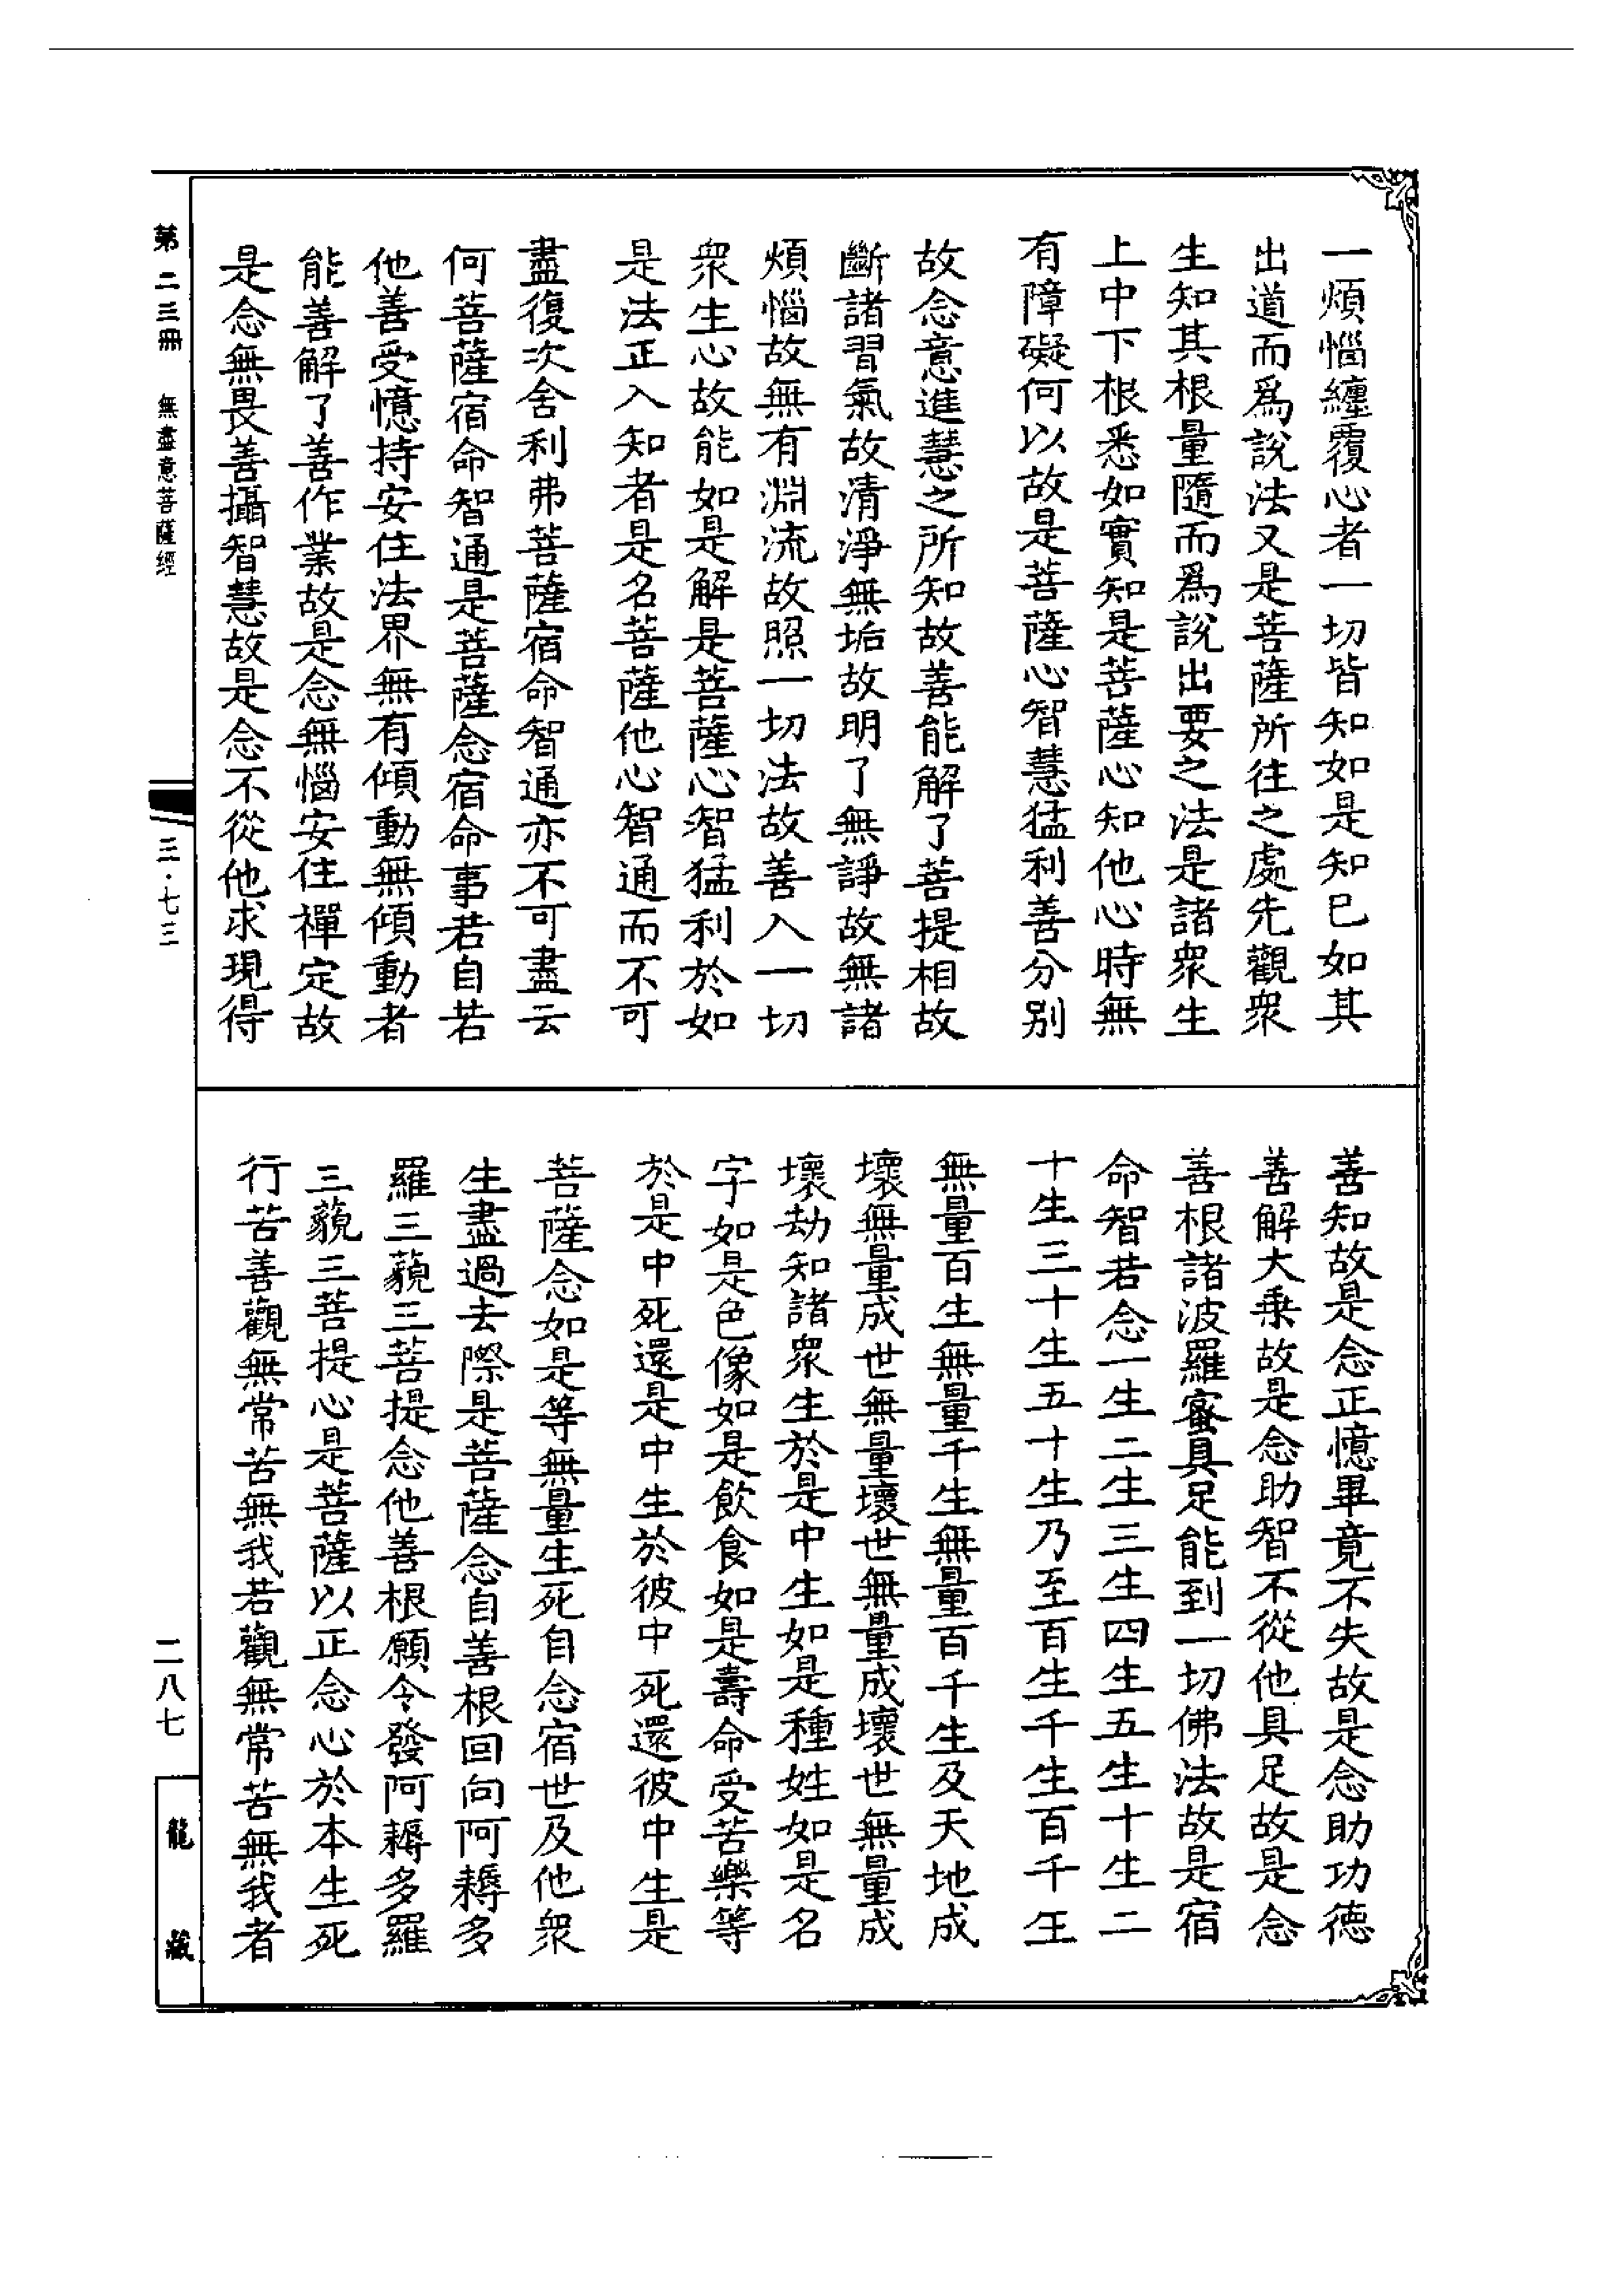 一煩惱纏覆心者一切皆知如是知已如其
出道而爲說法又是菩薩所往之處先觀衆
生知其根量隨而爲說出要之法是諸衆生
上中下根悉如實知是菩薩心知他心時無
有障礙何以故是菩薩心智慧猛利善分别
故念意進慧之所知故善能解了菩提相故
斷諸習氣故清淨無垢故明了無諍故無諸
煩惱故無有淵流故照一切法故善入一切
衆生心故能如是解是菩薩心智猛利於如
是法正入知者是名菩薩他心智通而不可
盡復次舍利弗菩薩宿命智通亦不可盡云
何菩薩宿命智通是菩薩念宿命事若自若
他善受憶持安住法界無有傾動無傾動者
能善解了善作業故是念無惱安住禪定故
是念無畏善攝智慧故是念不從他求現得
善知故是念正憶畢竟不失故是念助功德
善解大乗故是念助智不從他具足故是念
善根諸波羅蜜具足能到一切佛法故是宿
命智若念一生二生三生四生五生十生二
十生三十生五十生乃至百生千生百千生
無量百生無量千生無量百千生及天地成
壞無量成世無量壞世無量成壞世無量成
壞劫知諸衆生於是中生如是種姓如是名
字如是色像如是飲食如是壽命受苦樂等
於是中死還是中生於彼中死還彼中生是
菩薩念如是等無量生死自念宿世及他衆
生盡過去際是菩薩念自善根回向阿耨多
羅三藐三菩提念他善根願令發阿耨多羅
三藐三菩提心是菩薩以正念心於本生死
行苦善觀無常苦無我若觀無常苦無我者
第二三冊 無盡意菩薩經
三·七三
二八七
龍藏